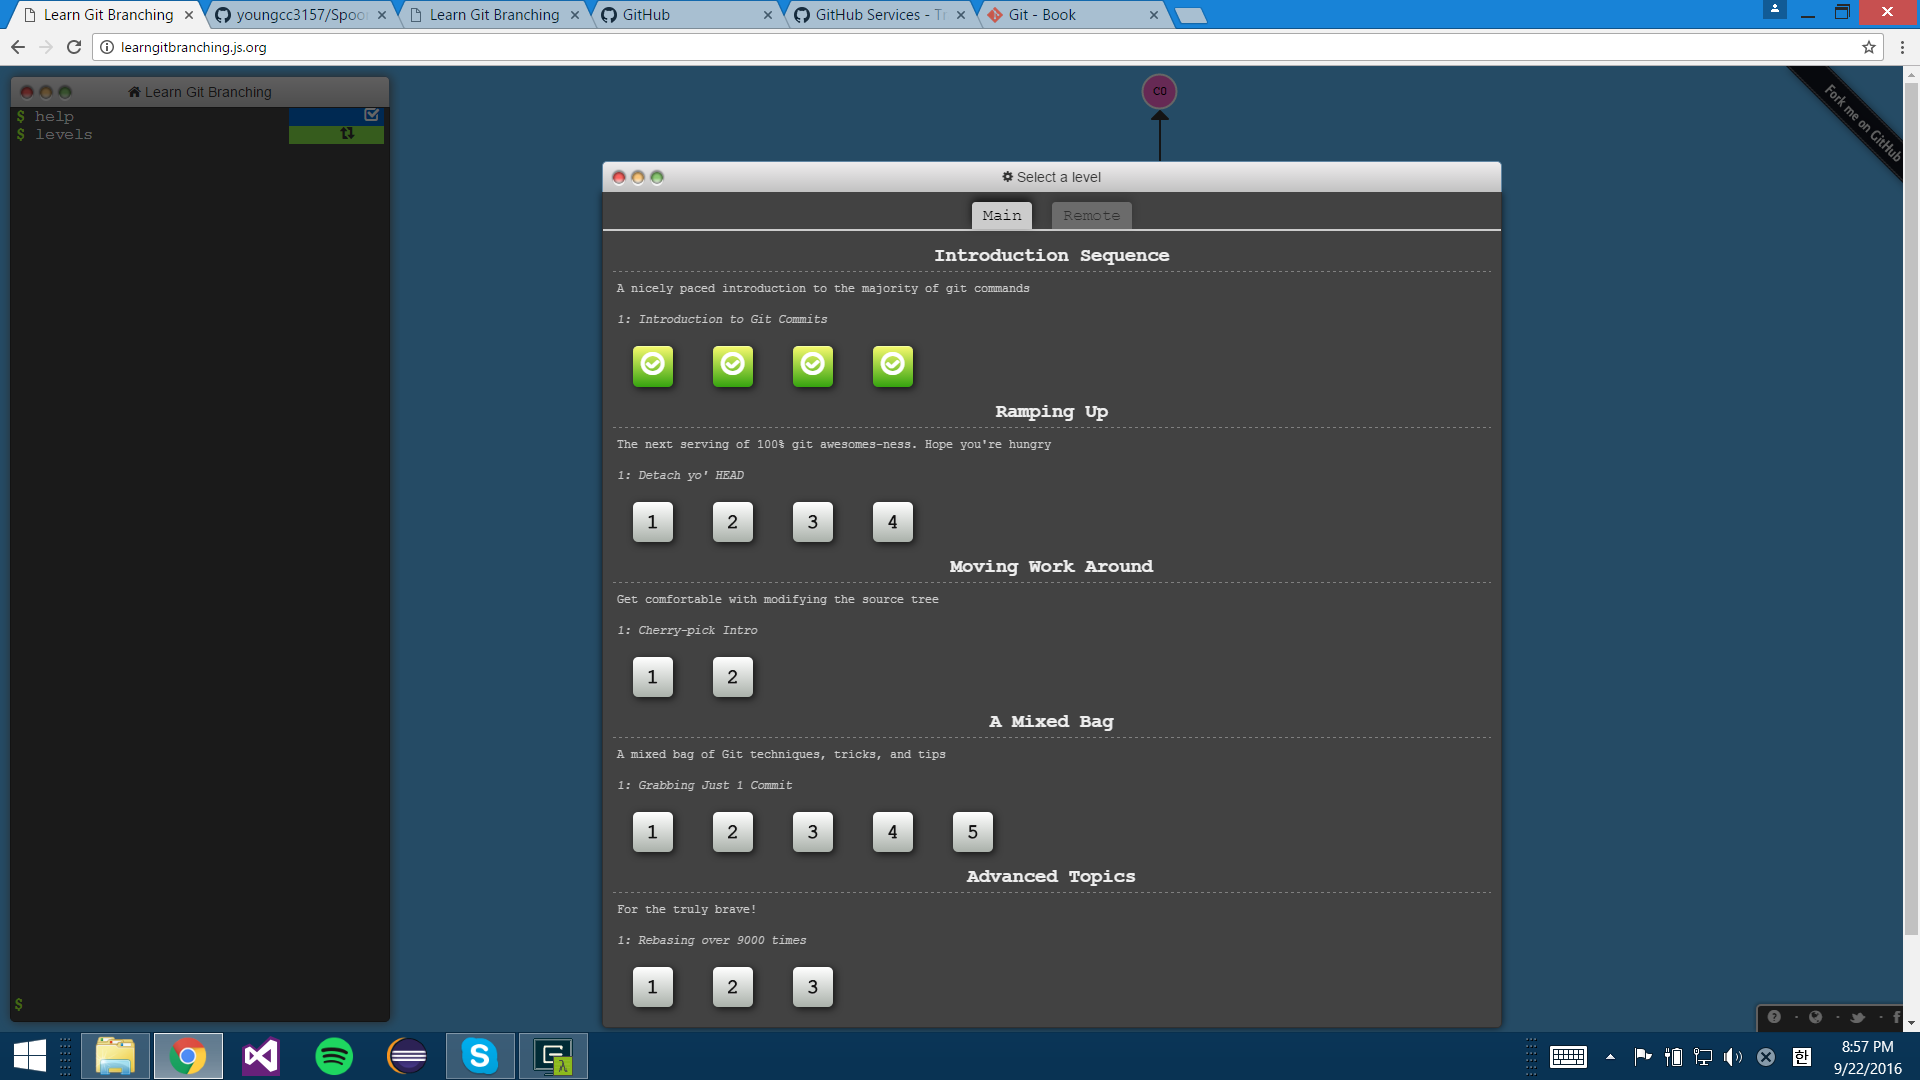 Learn Git Branching
youngcc3157/Spoo
Learn Git Branching
GitHub
GitHub Services - Tr
Git - Book
learngitbranching.js.org
Learn Git Branching
$ help
$ levels
$
C0
Fork me on GitHub
Select a level
Main
Remote
Introduction Sequence
A nicely paced introduction to the majority of git commands
1: Introduction to Git Commits
Ramping Up
The next serving of 100% git awesomes-ness. Hope you're hungry
1: Detach yo' HEAD
1 2 3 4
Moving Work Around
Get comfortable with modifying the source tree
1: Cherry-pick Intro
1 2
A Mixed Bag
A mixed bag of Git techniques, tricks, and tips
1: Grabbing Just 1 Commit
1 2 3 4 5
Advanced Topics
For the truly brave!
1: Rebasing over 9000 times
1 2 3
한
8:57 PM
9/22/2016